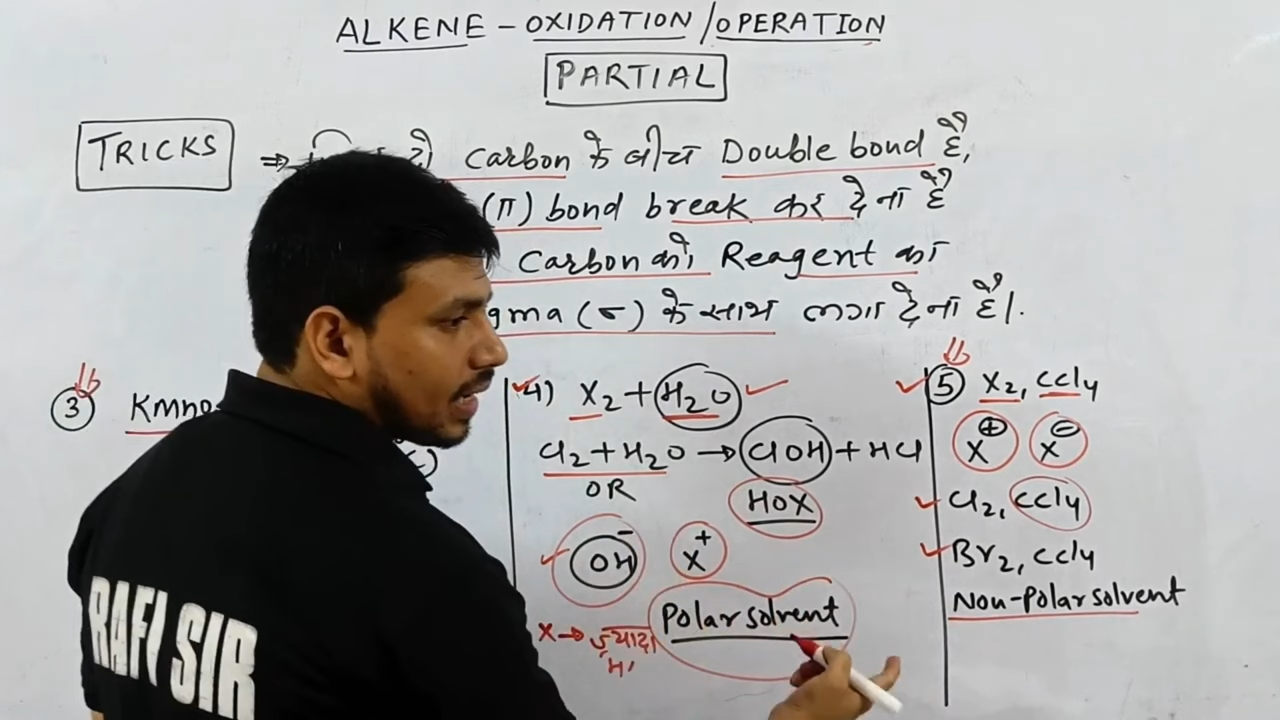 ALKENE - OXIDATION / OPERATION
PARTIAL
TRICKS
⇒ दो Carbon के बीच Double bond है,
(π) bond break कर देना है
Carbon को Reagent का
gma (σ) के साथ लगा देना है।
3 Kmno
4) X2 + H2O
Cl2 + H2O → ClOH + HCl
OR
HOX
OH- X+
Polar solvent
X → ज्यादा
5 X2, CCl4
X⊕ X⊖
Cl2, CCl4
Br2, CCl4
Non-Polar solvent
RAFI SIR